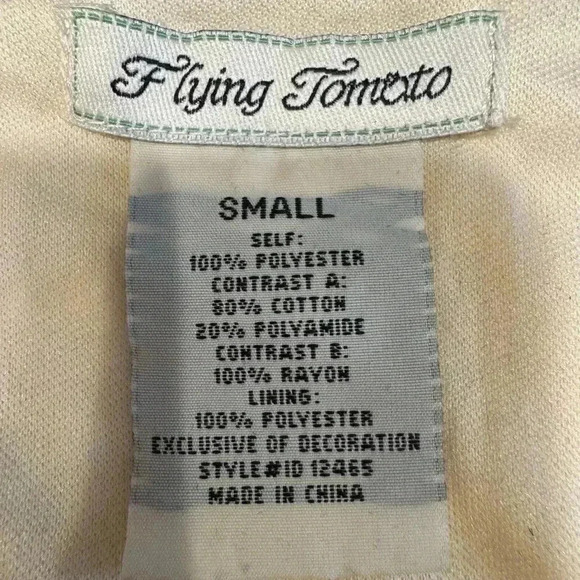 Flying Tomato
SMALL
SELF:
100% POLYESTER
CONTRAST A:
80% COTTON
20% POLYAMIDE
CONTRAST B:
100% RAYON
LINING:
100% POLYESTER
EXCLUSIVE OF DECORATION
STYLE#ID 12465
MADE IN CHINA